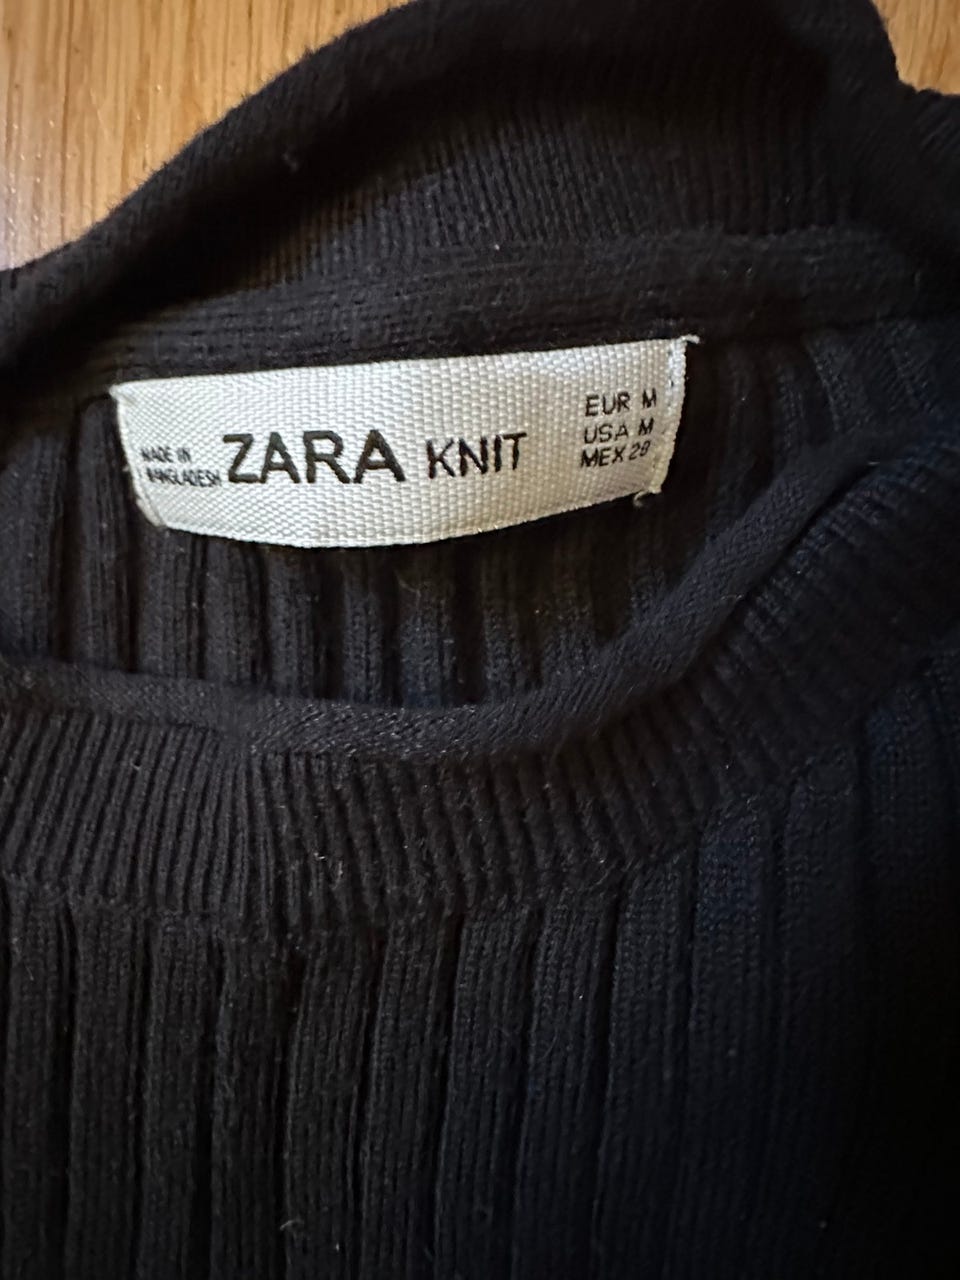 MADE IN
BANGLADESH
ZARA KNIT
EUR M
USA M
MEX 28